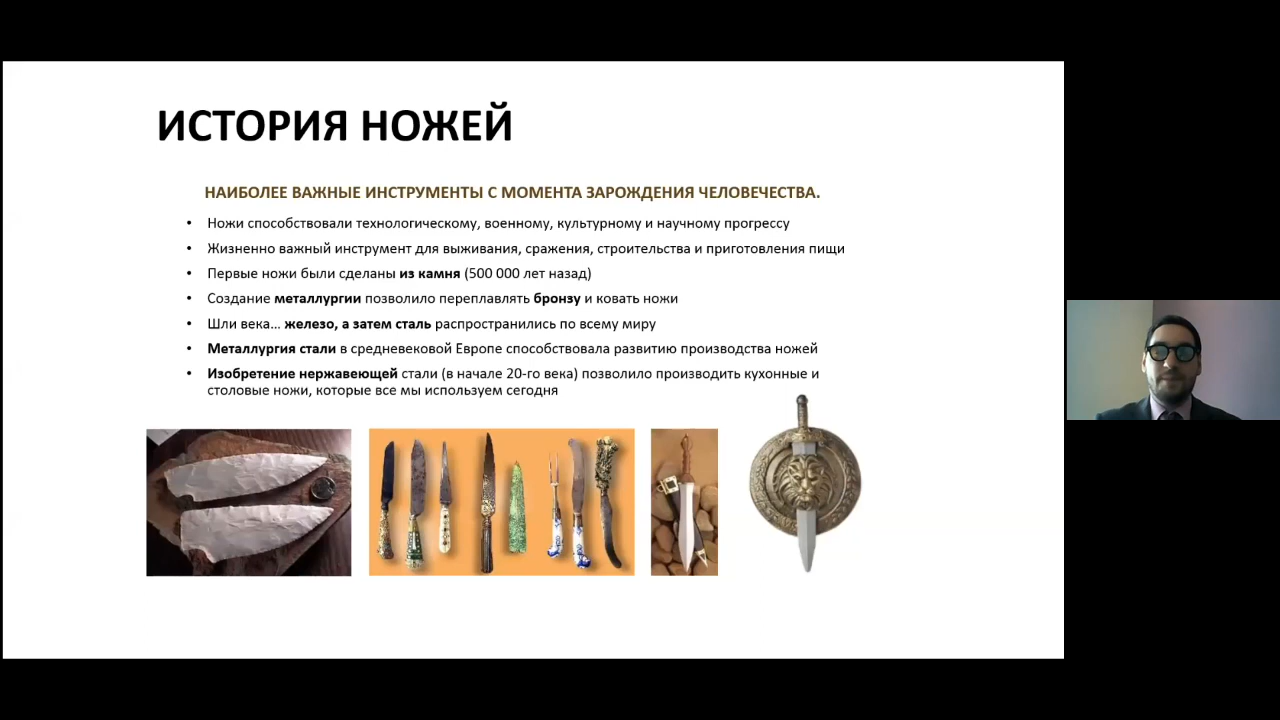 ИСТОРИЯ НОЖЕЙ
НАИБОЛЕЕ ВАЖНЫЕ ИНСТРУМЕНТЫ С МОМЕНТА ЗАРОЖДЕНИЯ ЧЕЛОВЕЧЕСТВА.
• Ножи способствовали технологическому, военному, культурному и научному прогрессу
• Жизненно важный инструмент для выживания, сражения, строительства и приготовления пищи
• Первые ножи были сделаны из камня (500 000 лет назад)
• Создание металлургии позволило переплавлять бронзу и ковать ножи
• Шли века... железо, а затем сталь распространились по всему миру
• Металлургия стали в средневековой Европе способствовала развитию производства ножей
• Изобретение нержавеющей стали (в начале 20-го века) позволило производить кухонные и
столовые ножи, которые все мы используем сегодня